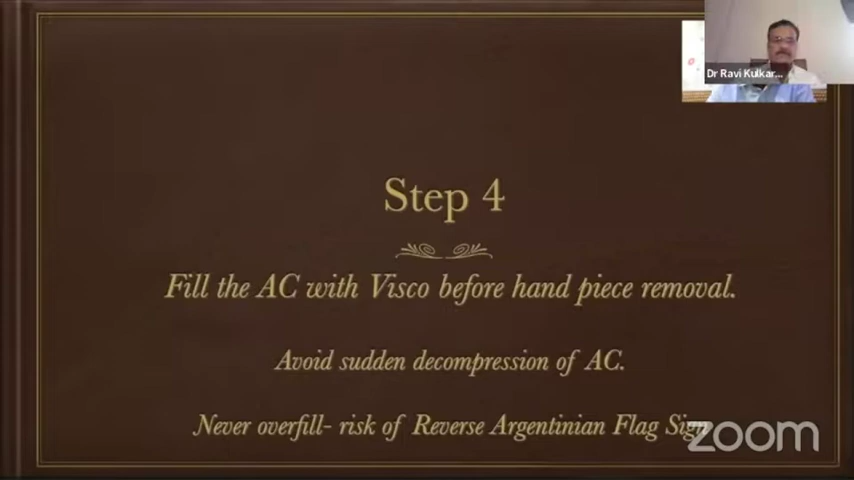 Dr Ravi Kulkar...
Step 4
Fill the AC with Visco before hand piece removal.
Avoid sudden decompression of AC.
Never overfill- risk of Reverse Argentinian Flag Sign
zoom